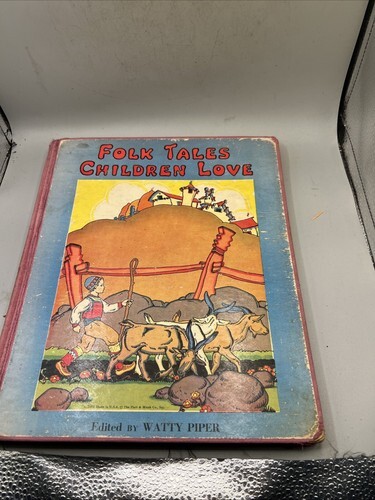 FOLK TALES
CHILDREN LOVE
Edited by WATTY PIPER